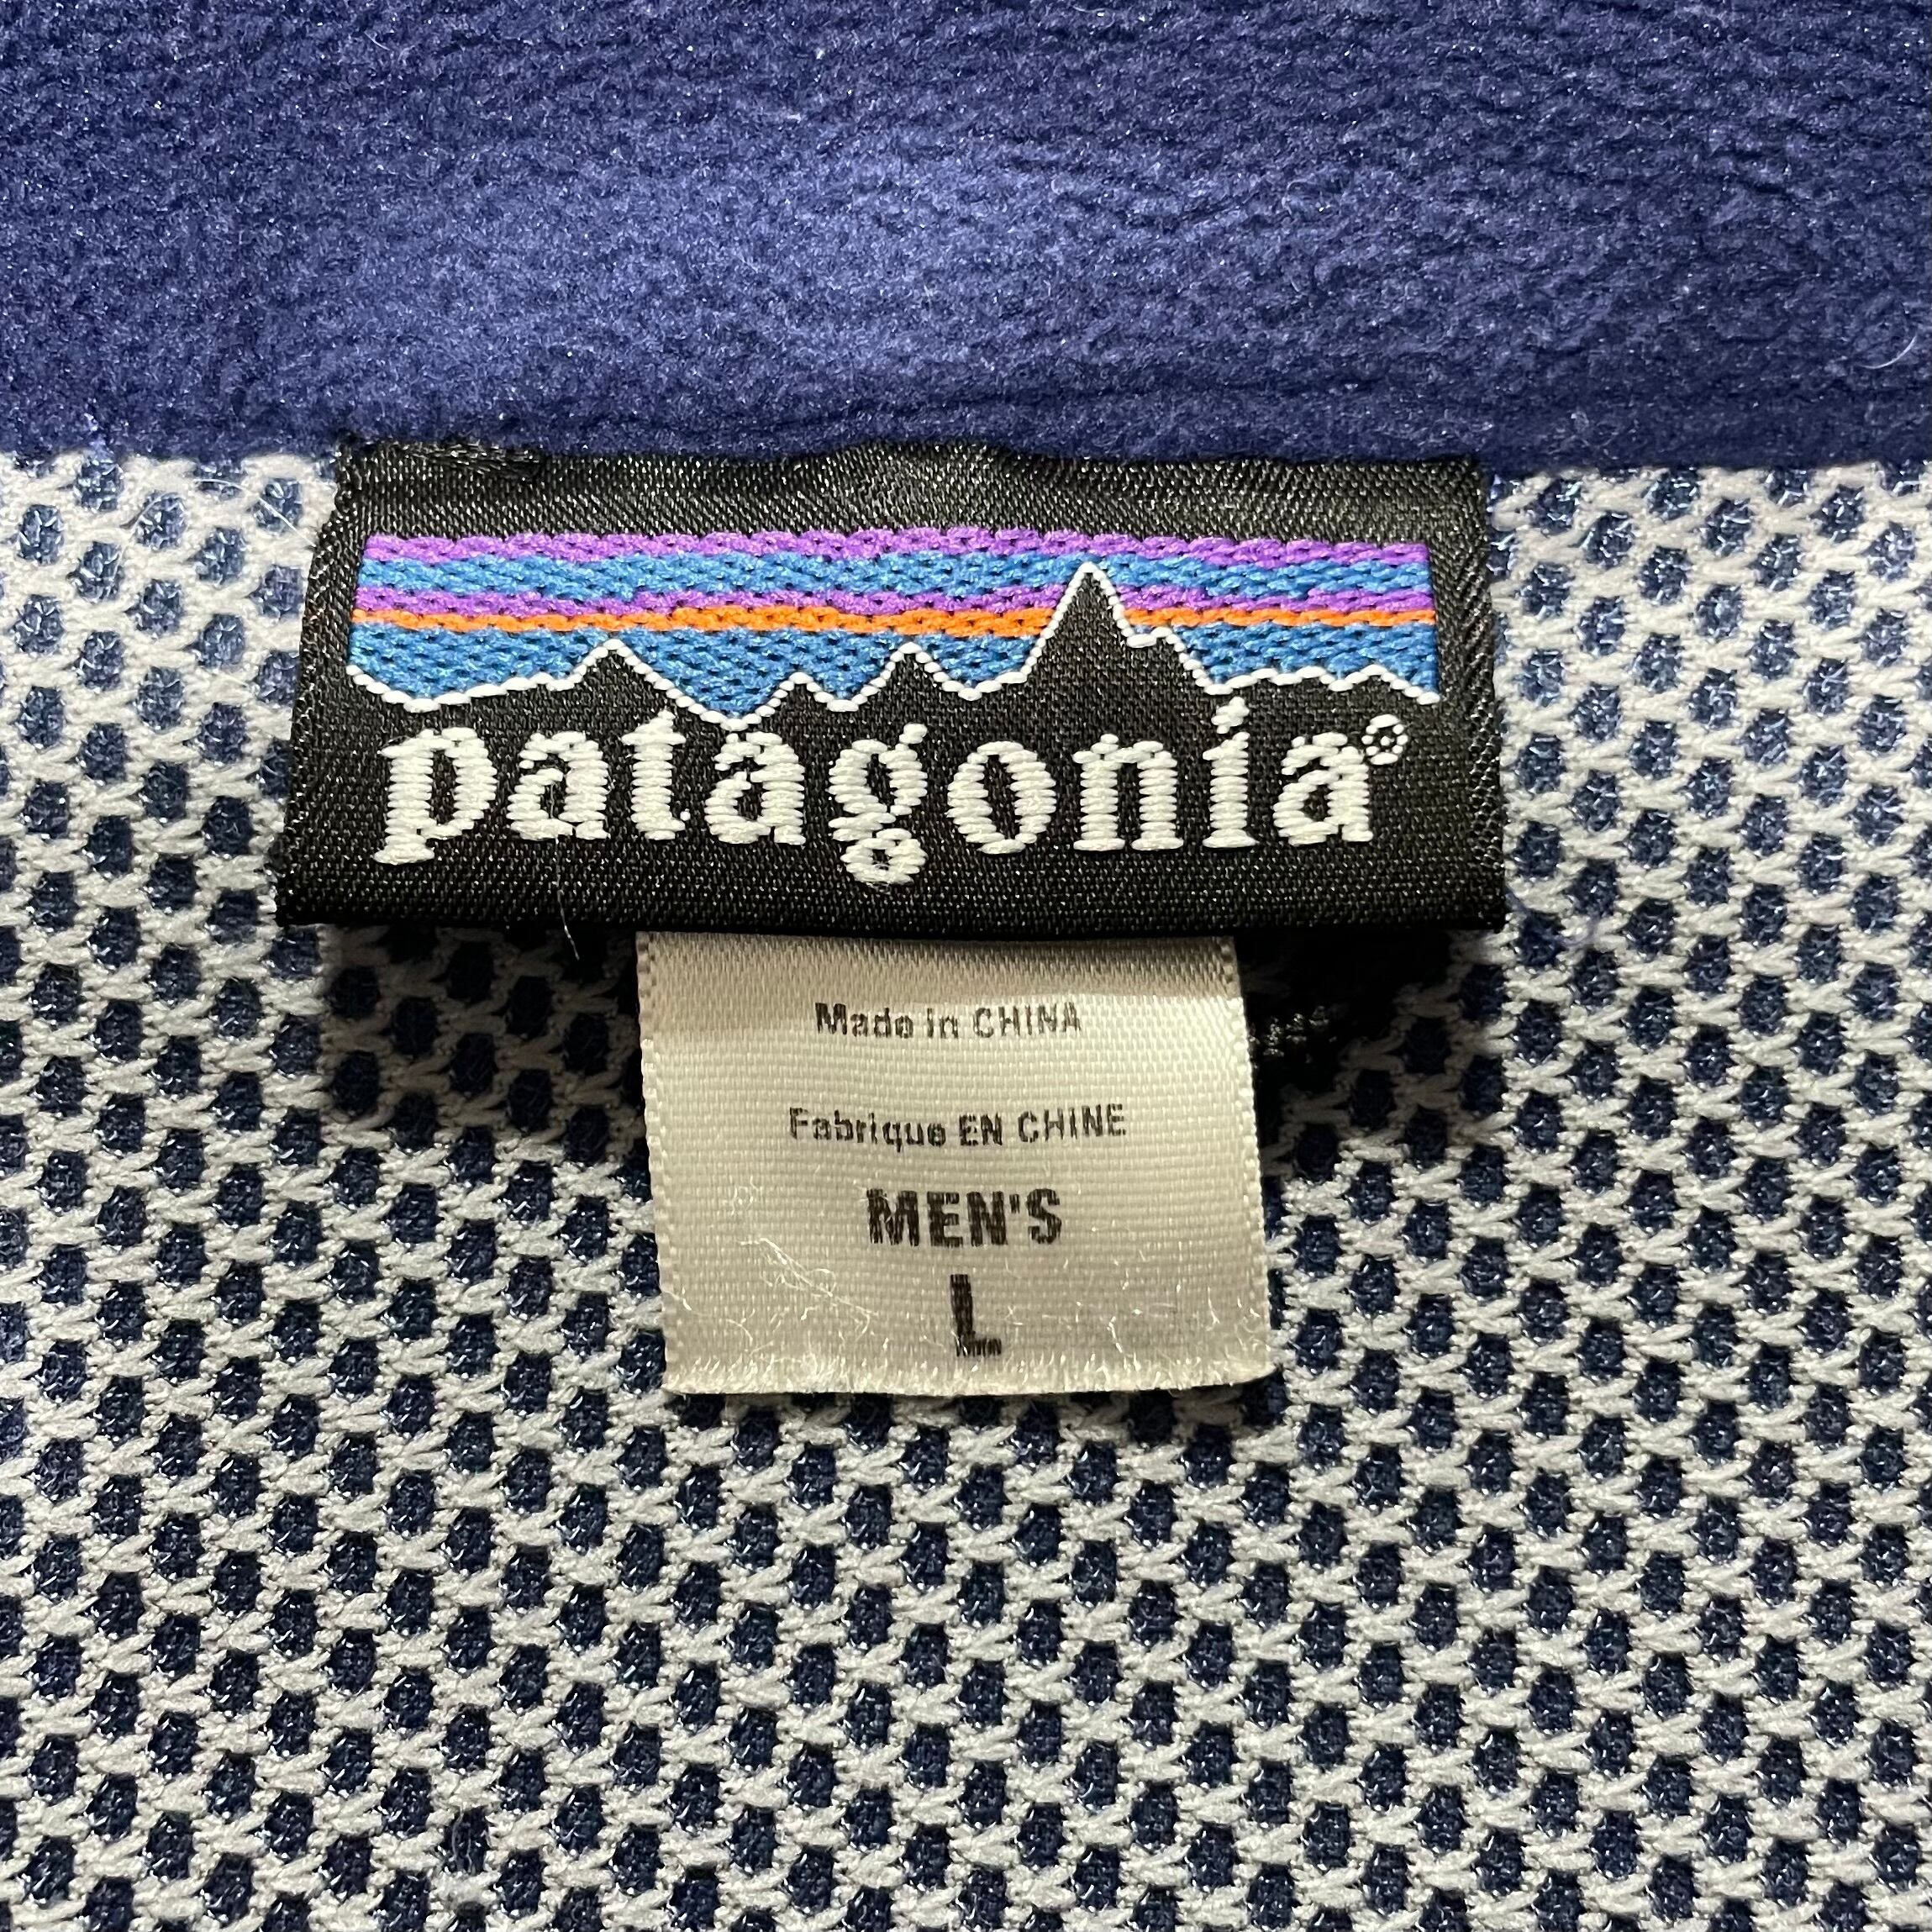 patagonia®
Made in CHINA
Fabrique EN CHINE
MEN'S
L